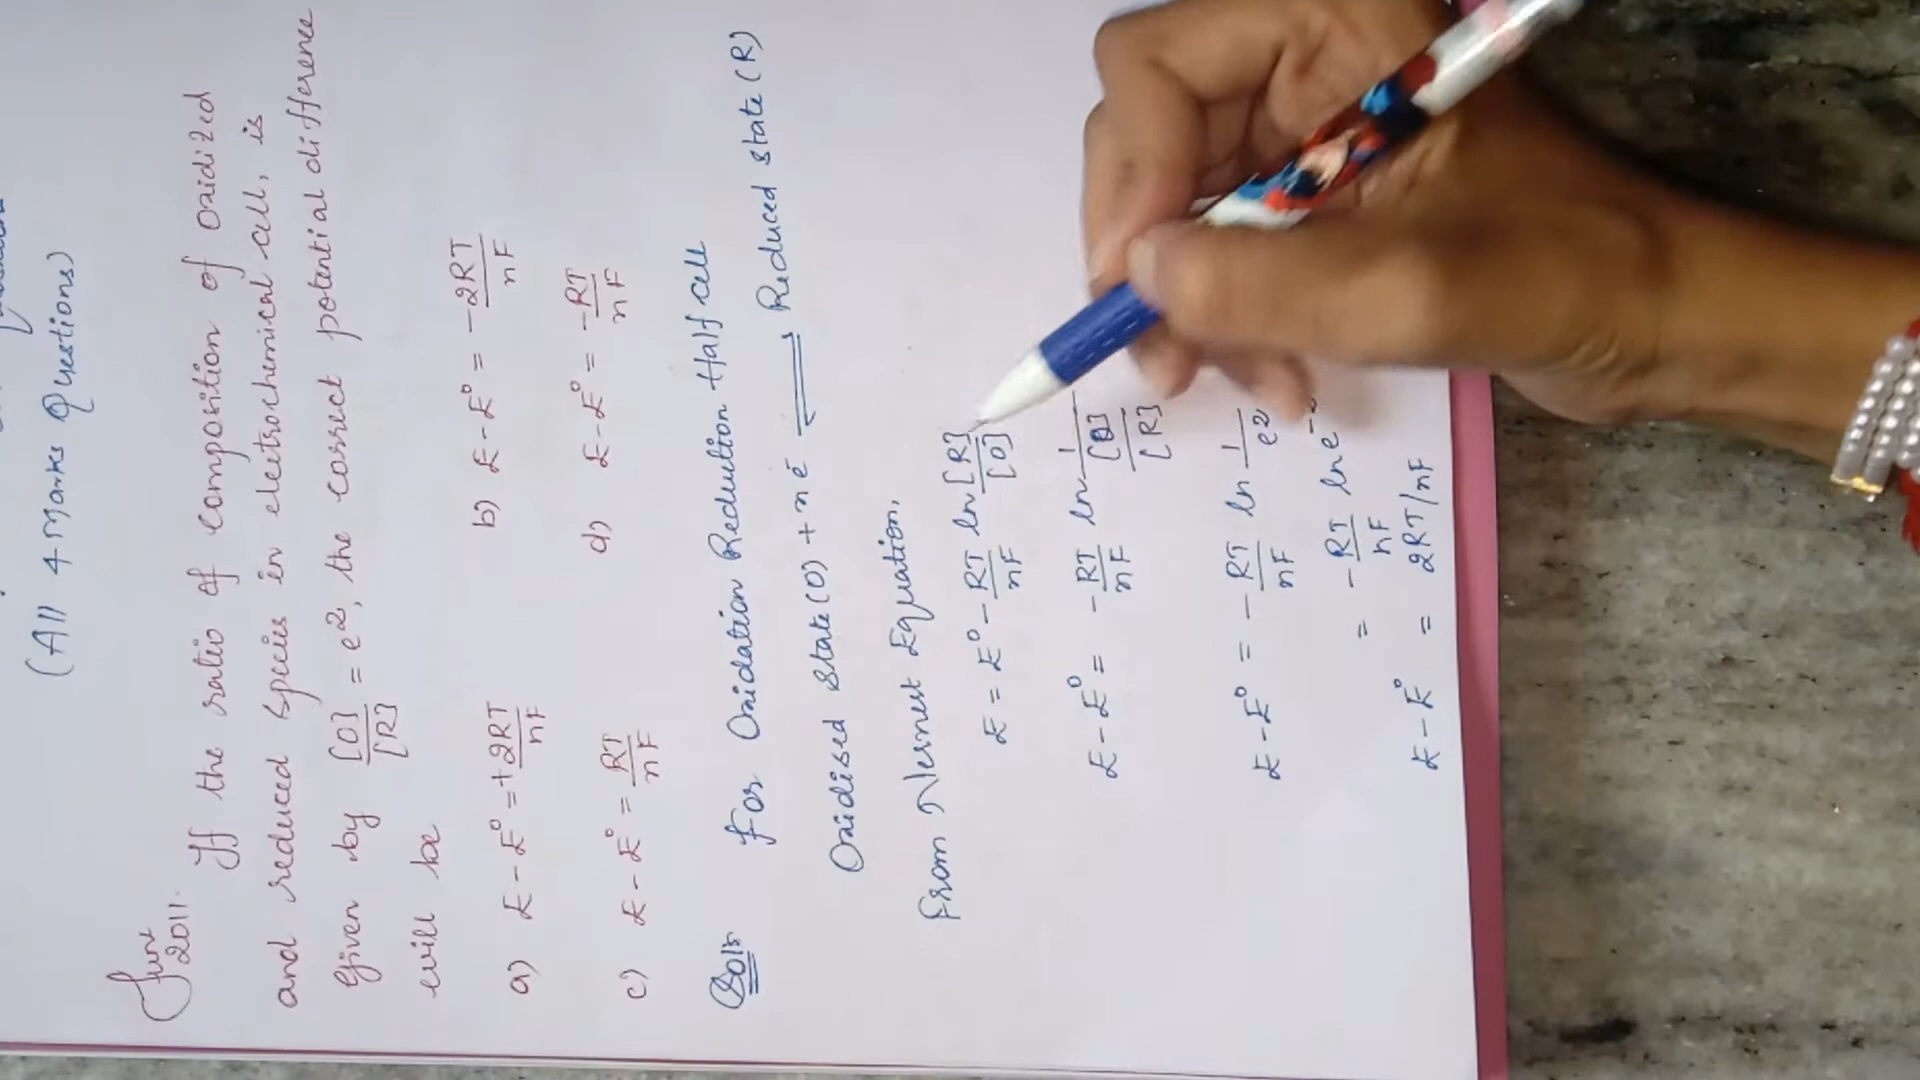 (All 4 Marks Questions)
June 2011.
If the ratio of composition of oxidized
and reduced species in electrochemical cell, is
given by [O]/[R] = e², the correct potential difference
will be
a) E - E° = +2RT/nF b) E - E° = -2RT/nF
c) E - E° = RT/nF d) E - E° = -RT/nF
Soln For Oxidation Redution Half cell
Oxidised state (O) + ne⁻ ⇌ Reduced state (R)
From Nernst Equation,
E = E° - RT/nF ln [R]/[O]
E - E° = - RT/nF ln 1/([O]/[R])
E - E° = - RT/nF ln 1/e²
= - RT/nF ln e
E - E° = 2RT/nF